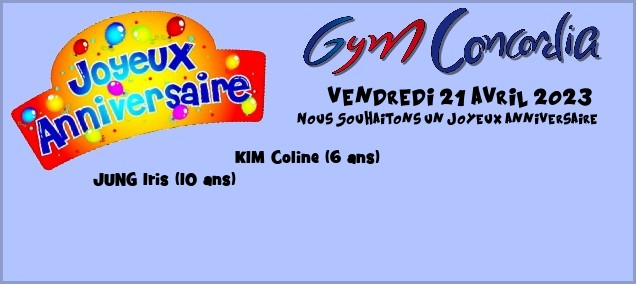 Joyeux
Anniversaire
Gym Concordia
VENDREDI 21 AVRIL 2023
NOUS SOUHAITONS UN JOYEUX ANNIVERSAIRE
KIM Coline (6 ans)
JUNG Iris (10 ans)